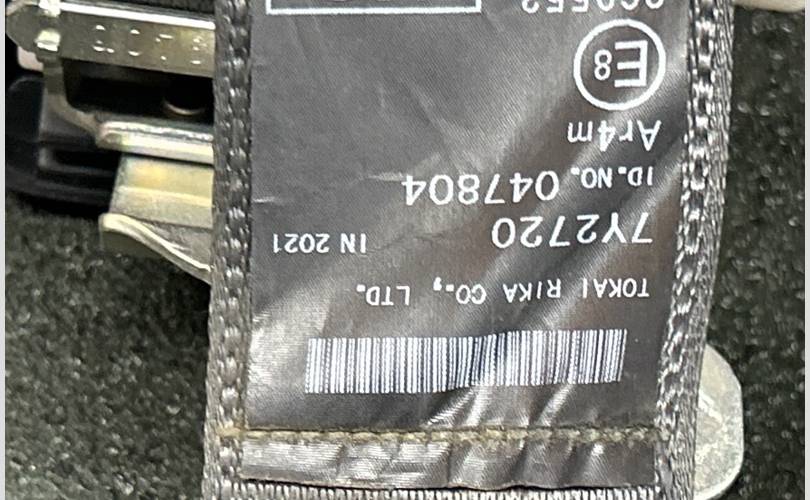 TOKAI RIKA CO., LTD.
7Y2720 IN 2021
ID.NO. 047804
Ar4m
E8